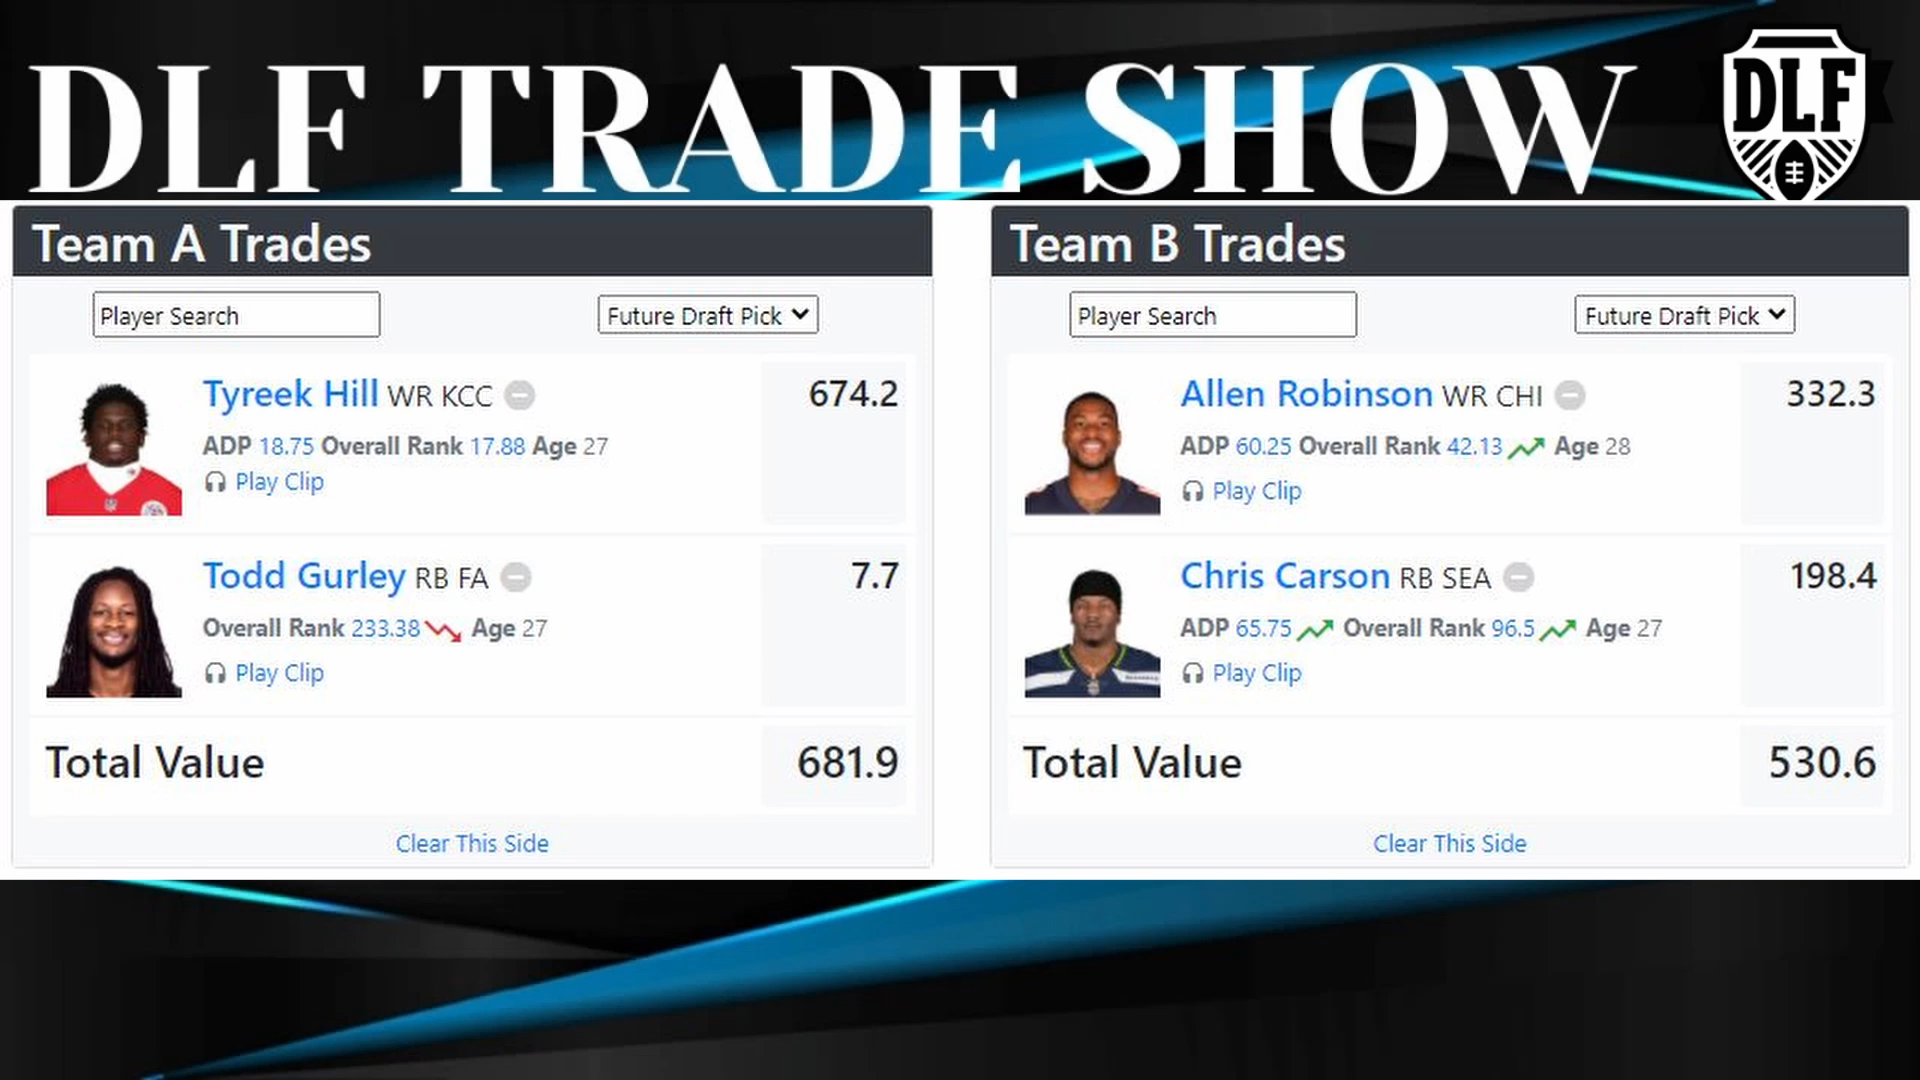 DLF TRADE SHOW
DLF
Team A Trades
Player Search
Future Draft Pick
Tyreek Hill WR KCC
674.2
ADP 18.75 Overall Rank 17.88 Age 27
Play Clip
Todd Gurley RB FA
7.7
Overall Rank 233.38 Age 27
Play Clip
Total Value
681.9
Clear This Side
Team B Trades
Player Search
Future Draft Pick
Allen Robinson WR CHI
332.3
ADP 60.25 Overall Rank 42.13 Age 28
Play Clip
Chris Carson RB SEA
198.4
ADP 65.75 Overall Rank 96.5 Age 27
Play Clip
Total Value
530.6
Clear This Side